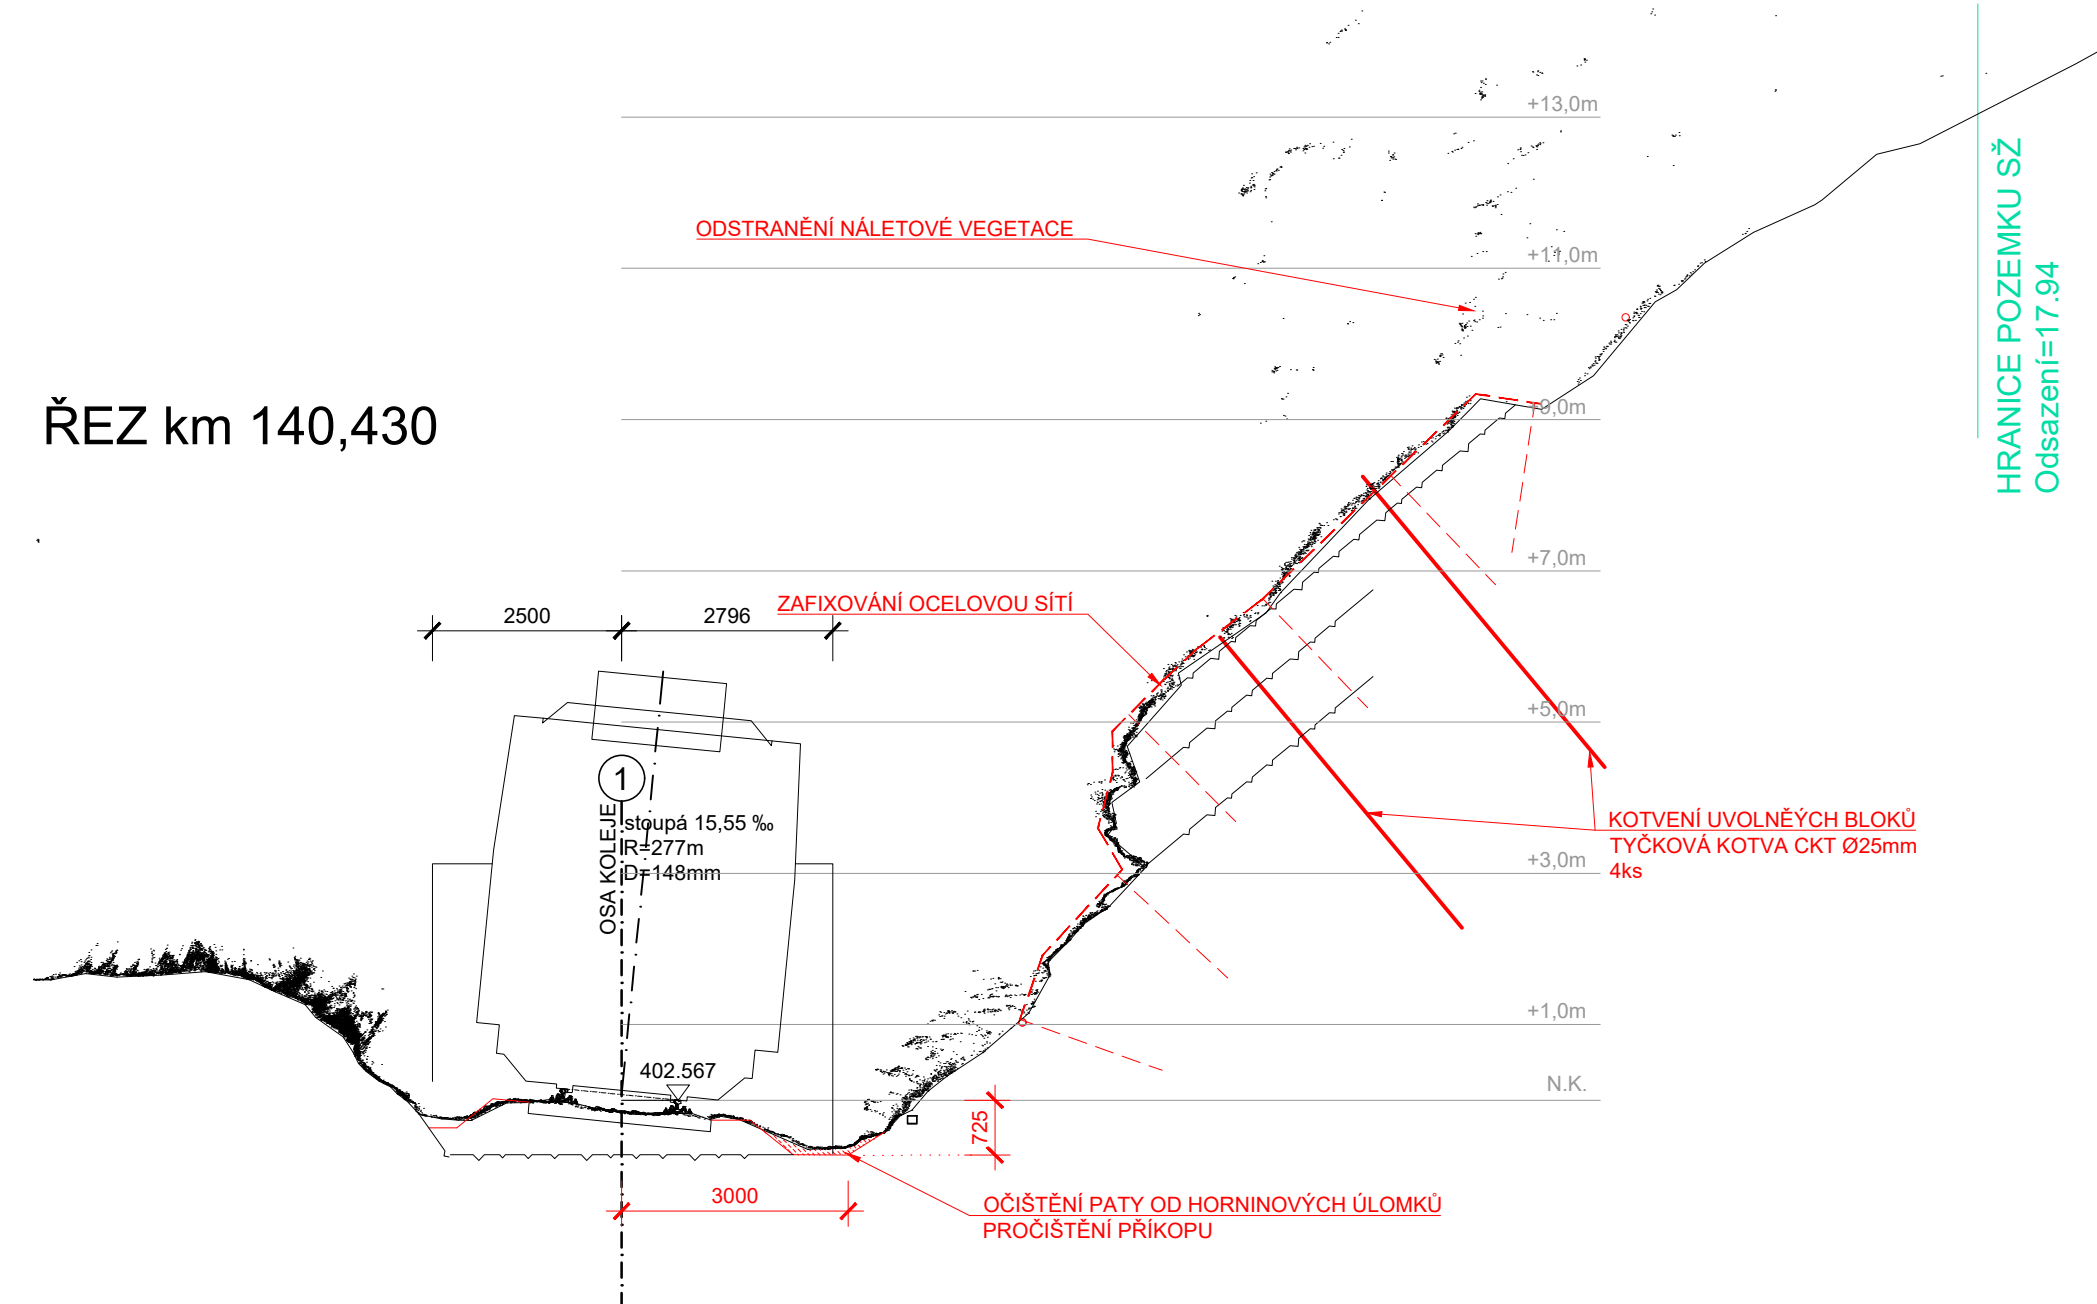 +13,0m
HRANICE POZEMKU SŽ
Odsazení=17.94
ODSTRANĚNÍ NÁLETOVÉ VEGETACE
+11,0m
ŘEZ km 140,430
+9,0m
+7,0m
ZAFIXOVÁNÍ OCELOVOU SÍTÍ
2500
2796
+5,0m
1
OSA KOLEJE
stoupá 15,55 ‰
R=277m
D=148mm
KOTVENÍ UVOLNĚÝCH BLOKŮ
TYČKOVÁ KOTVA CKT Ø25mm
4ks
+3,0m
+1,0m
402.567
N.K.
725
3000
OČIŠTĚNÍ PATY OD HORNINOVÝCH ÚLOMKŮ
PROČIŠTĚNÍ PŘÍKOPU